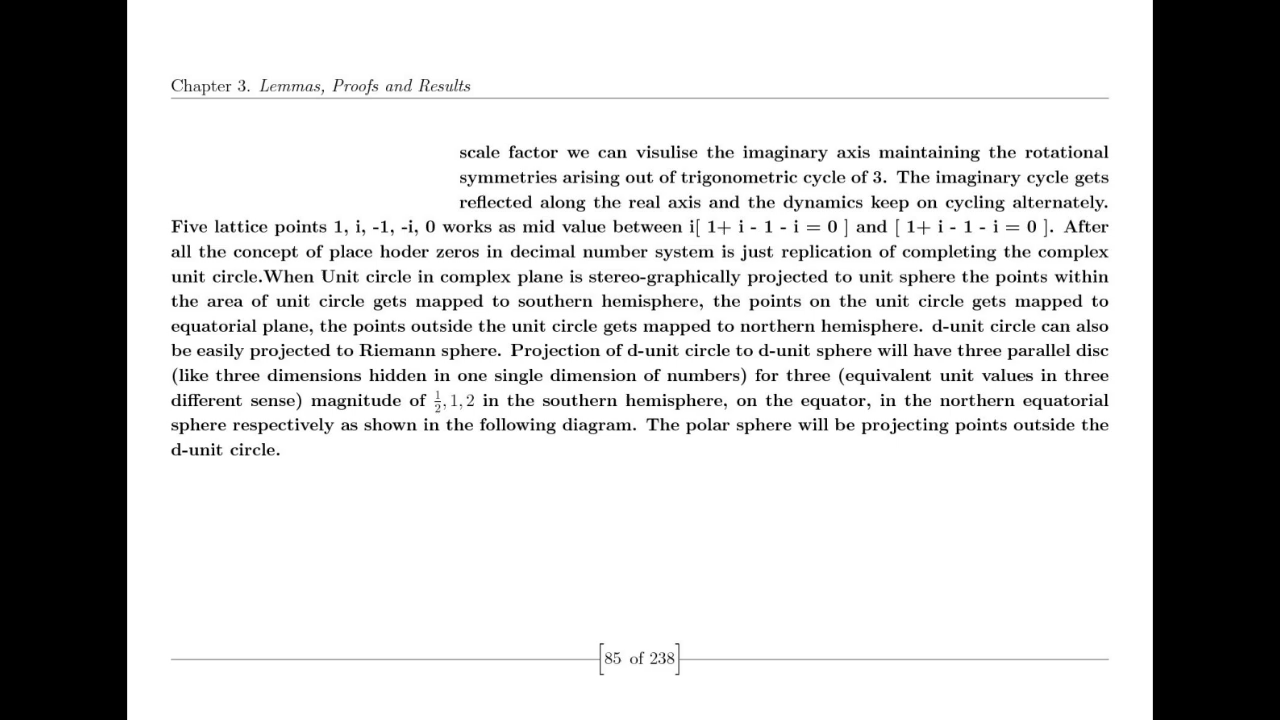 Chapter 3. Lemmas, Proofs and Results
scale factor we can visulise the imaginary axis maintaining the rotational
symmetries arising out of trigonometric cycle of 3. The imaginary cycle gets
reflected along the real axis and the dynamics keep on cycling alternately.
Five lattice points 1, i, -1, -i, 0 works as mid value between i[ 1+ i - 1 - i = 0 ] and [ 1+ i - 1 - i = 0 ]. After
all the concept of place hoder zeros in decimal number system is just replication of completing the complex
unit circle.When Unit circle in complex plane is stereo-graphically projected to unit sphere the points within
the area of unit circle gets mapped to southern hemisphere, the points on the unit circle gets mapped to
equatorial plane, the points outside the unit circle gets mapped to northern hemisphere. d-unit circle can also
be easily projected to Riemann sphere. Projection of d-unit circle to d-unit sphere will have three parallel disc
(like three dimensions hidden in one single dimension of numbers) for three (equivalent unit values in three
different sense) magnitude of 1/2, 1, 2 in the southern hemisphere, on the equator, in the northern equatorial
sphere respectively as shown in the following diagram. The polar sphere will be projecting points outside the
d-unit circle.
[85 of 238]